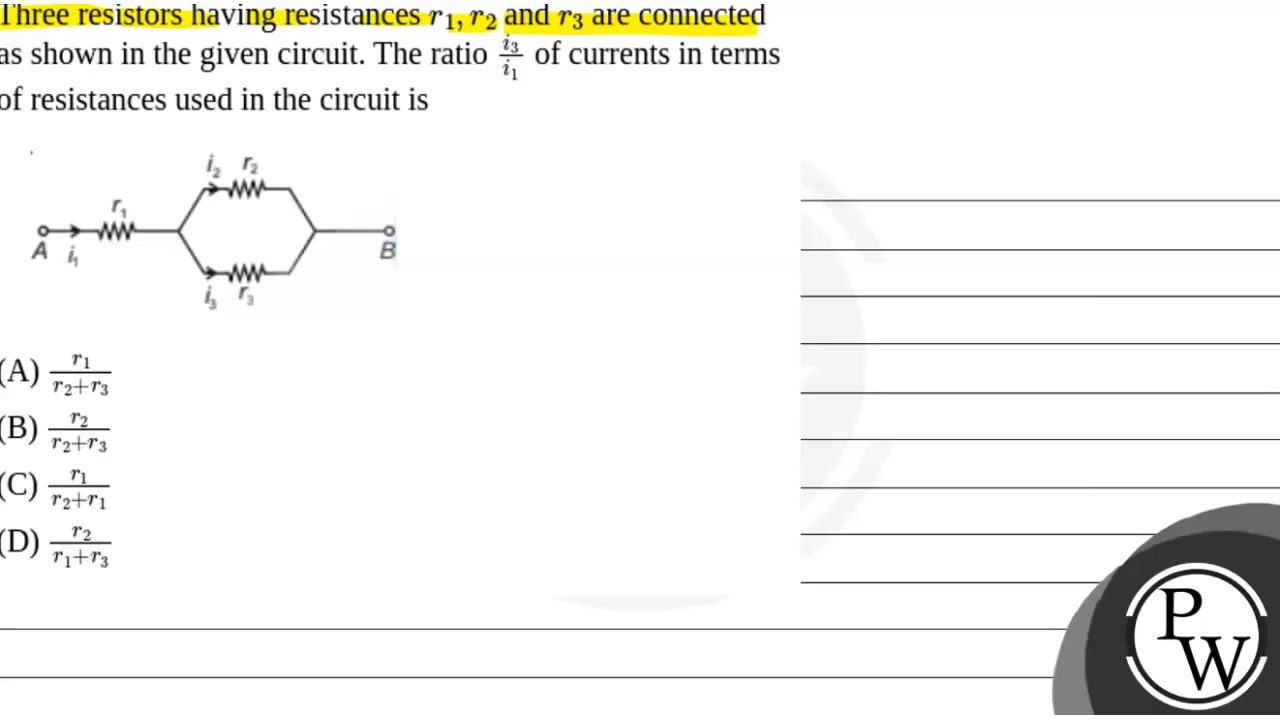 Three resistors having resistances r₁, r₂ and r₃ are connected
as shown in the given circuit. The ratio i₃/i₁ of currents in terms
of resistances used in the circuit is
i₂ r₂
r₁
A i₁ B
i₃ r₃
(A) r₁/(r₂+r₃)
(B) r₂/(r₂+r₃)
(C) r₁/(r₂+r₁)
(D) r₂/(r₁+r₃)
P
W